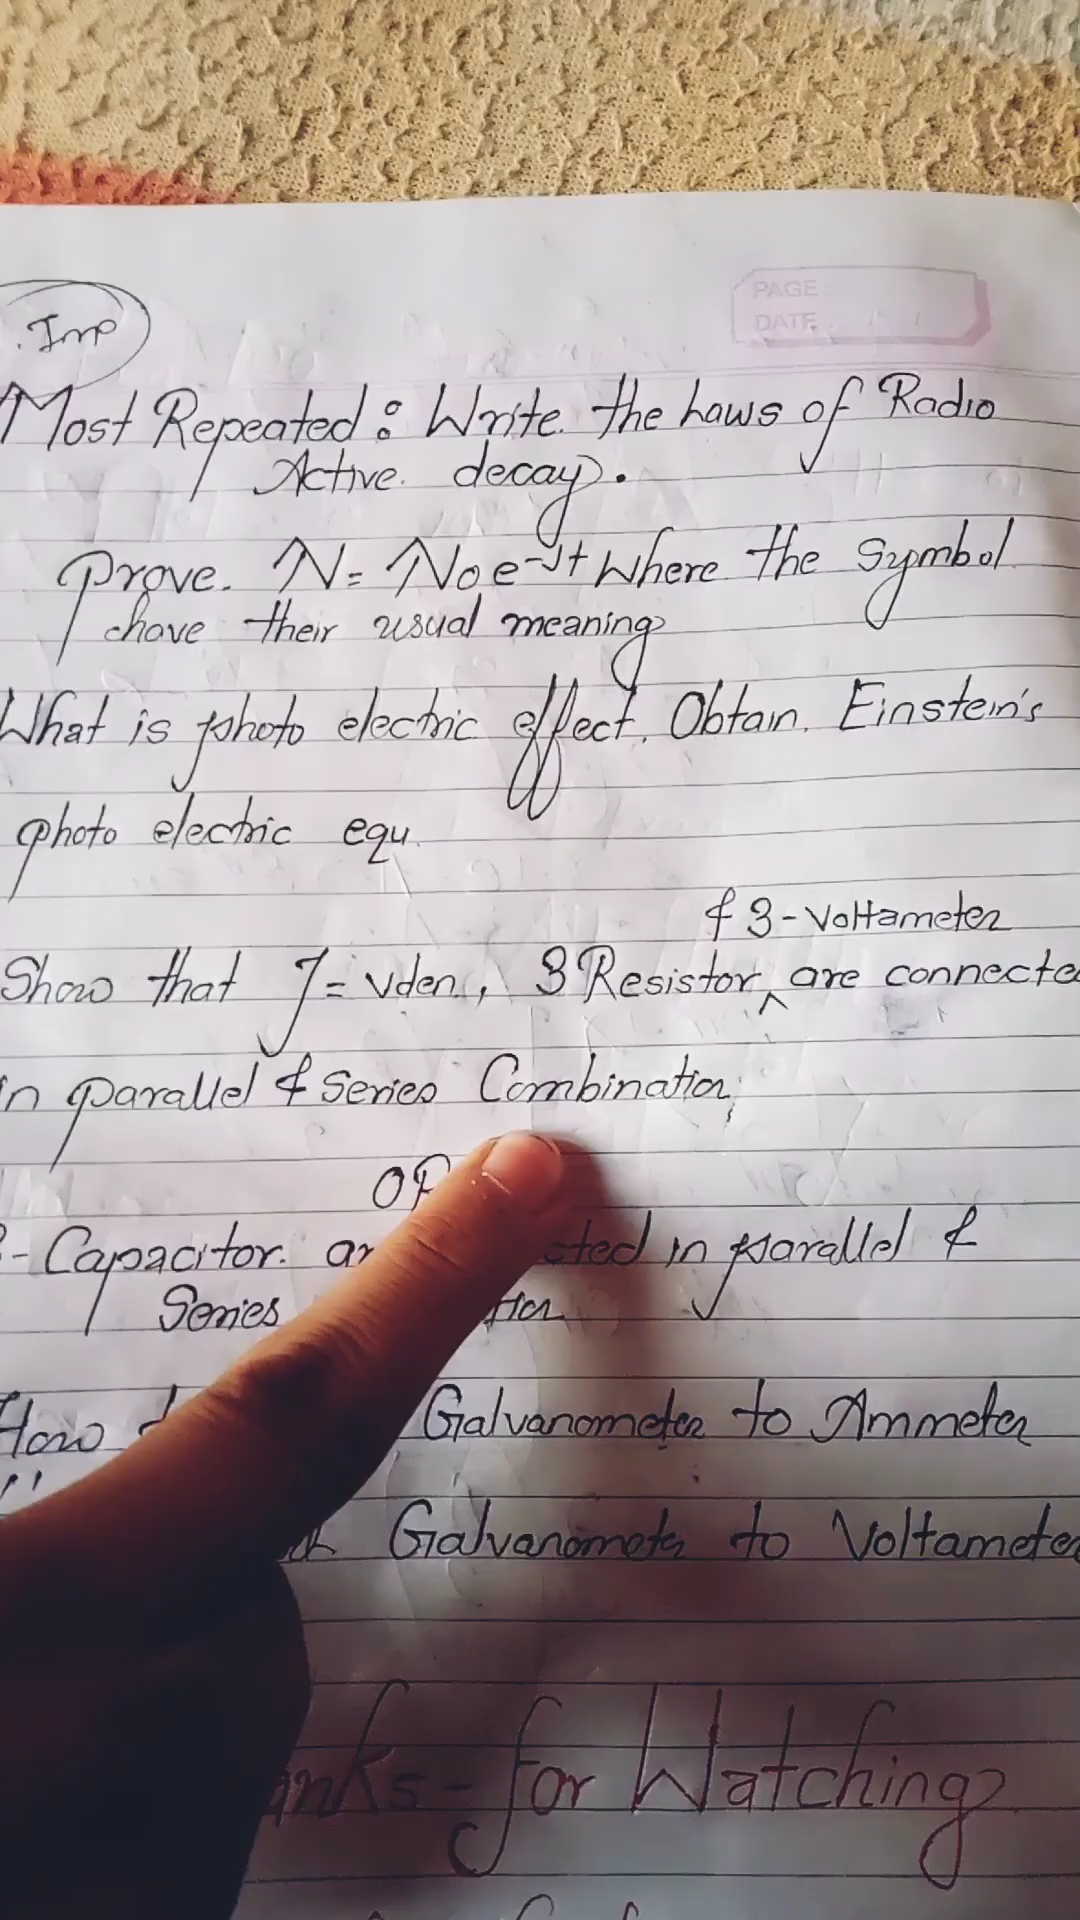 Imp
PAGE:
DATE:
Most Repeated: Write the Laws of Radio
Active decay.
Prove. N = Noe-λt Where the Symbol
have their usual meaning
What is photo electric effect. Obtain. Einstein's
photo electric equ.
& 3-Voltameter
Show that J = vden, 3 Resistor ^ are connecte
in parallel & Series Combination,
OR
-Capacitor. in parallel &
Series
How Galvanometer to Ammeter
Galvanometer to Voltameter
for Watching